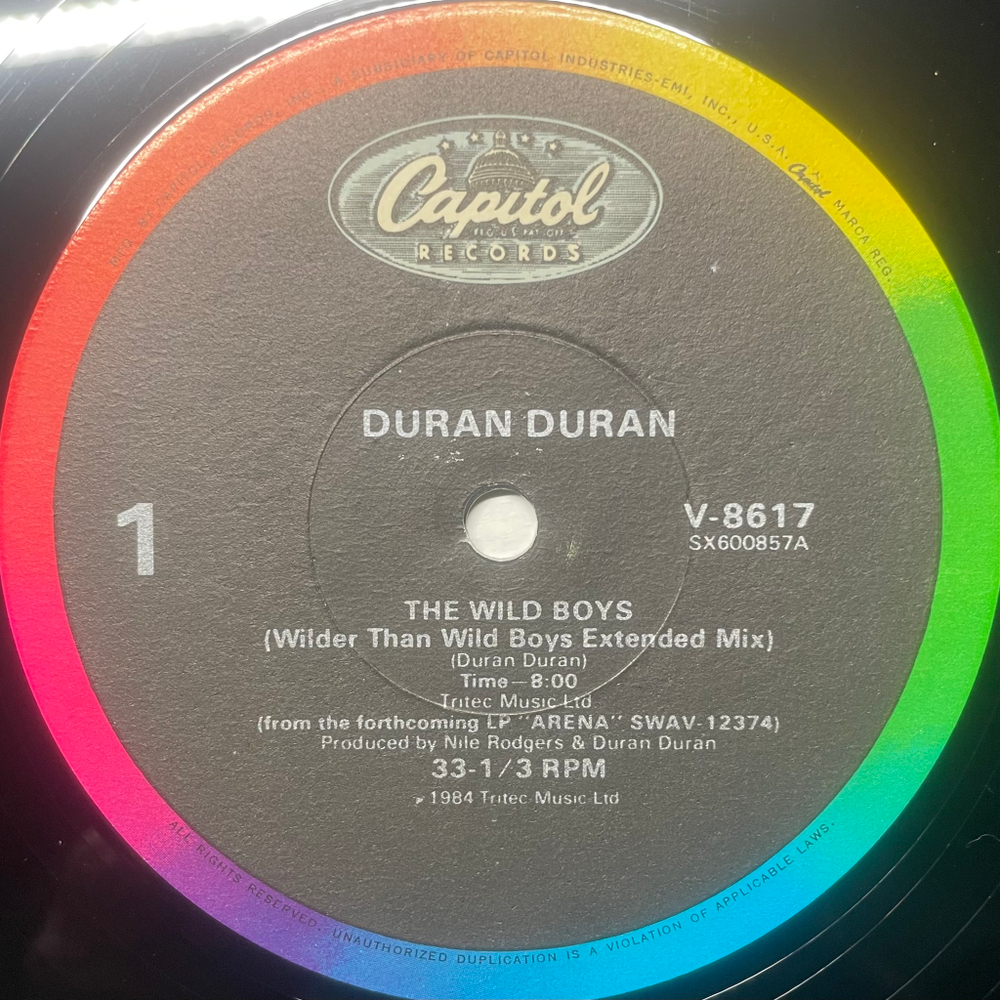 A SUBSIDIARY OF CAPITOL INDUSTRIES-EMI, INC., U.S.A. Capitol MARCA REG.
Capitol
RECORDS
DURAN DURAN
1
V-8617
SX600857A
THE WILD BOYS
(Wilder Than Wild Boys Extended Mix)
(Duran Duran)
Time—8:00
Tritec Music Ltd
(from the forthcoming LP "ARENA" SWAV-12374)
Produced by Nile Rodgers & Duran Duran
33-1/3 RPM
1984 Tritec Music Ltd
ALL RIGHTS RESERVED. UNAUTHORIZED DUPLICATION IS A VIOLATION OF APPLICABLE LAWS.